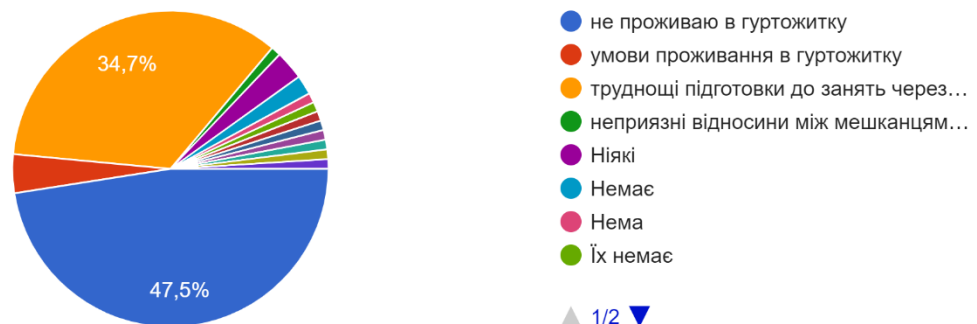 34,7%
47,5%
не проживаю в гуртожитку
умови проживання в гуртожитку
труднощі підготовки до занять через…
неприязні відносини між мешканцям…
Ніякі
Немає
Нема
Їх немає
1/2